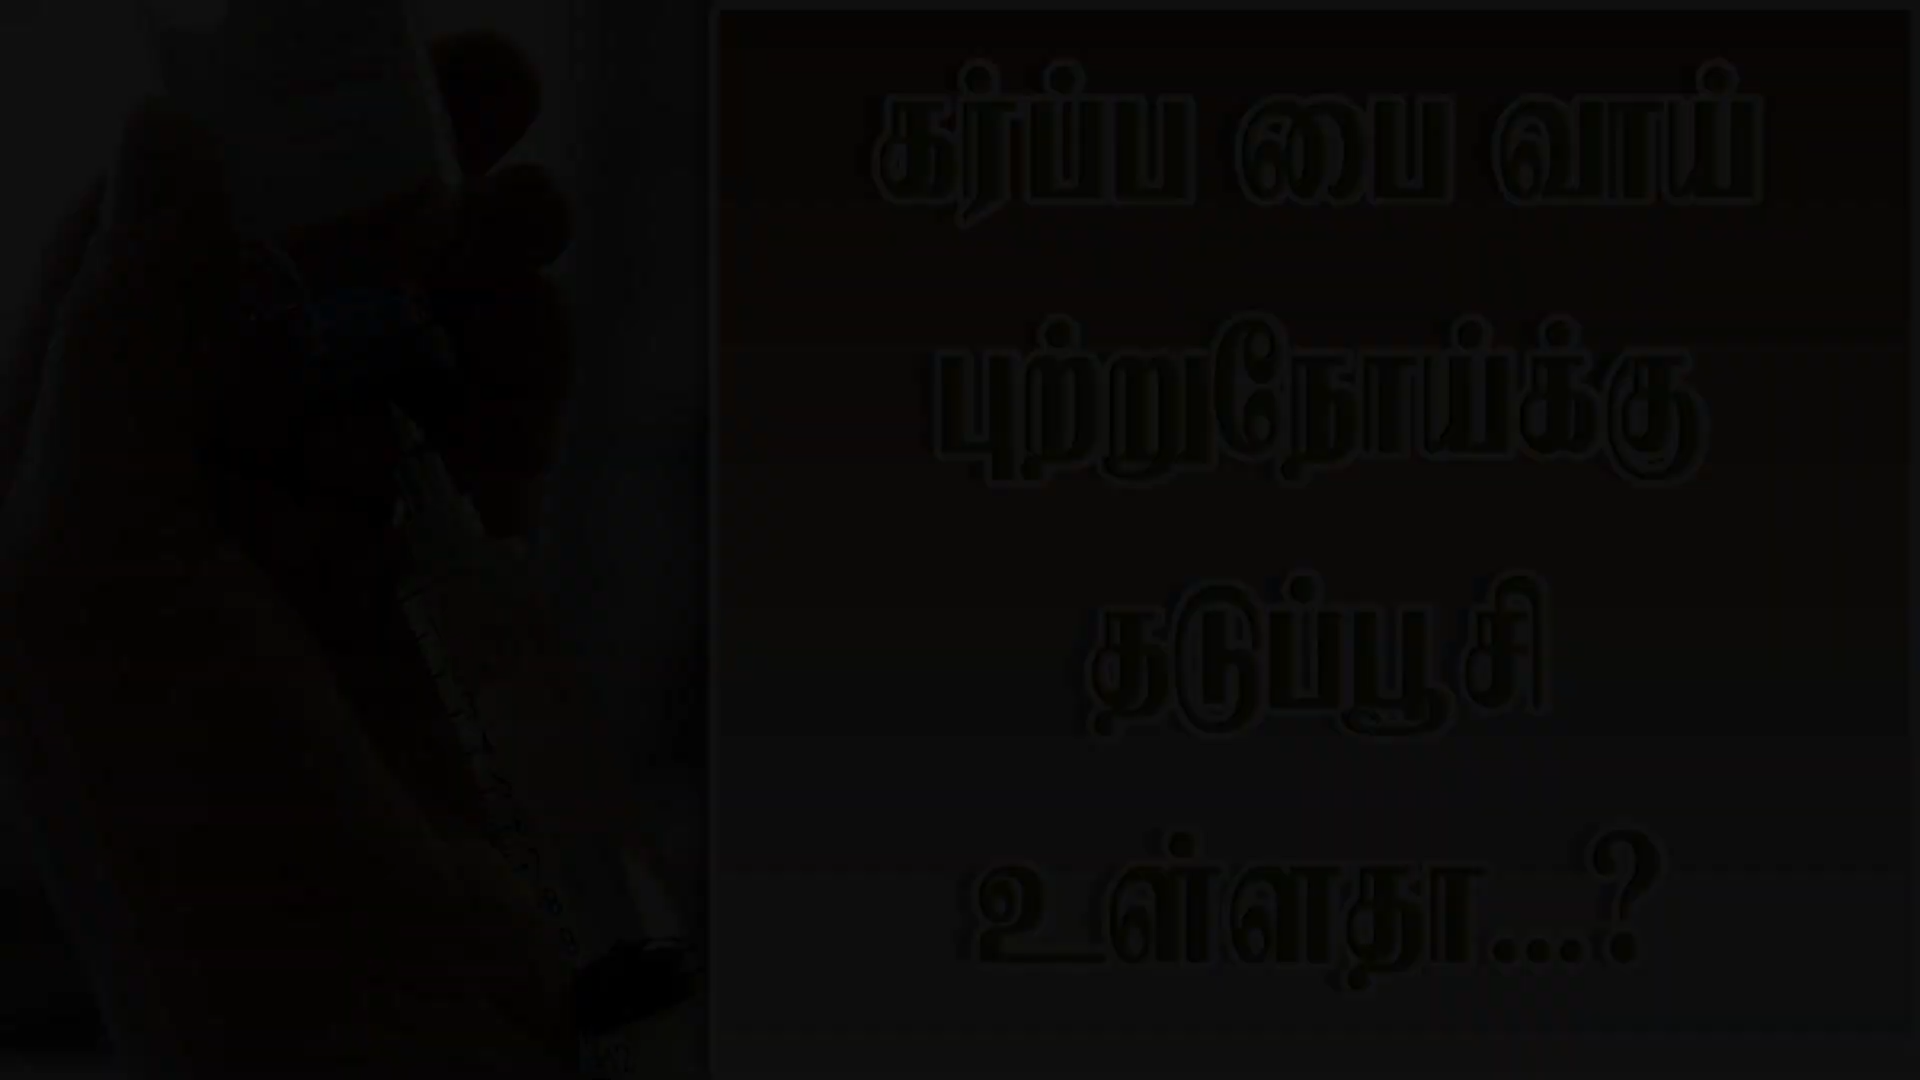 கர்ப்ப பை வாய்
புற்றுநோய்க்கு
தடுப்பூசி
உள்ளதா...?